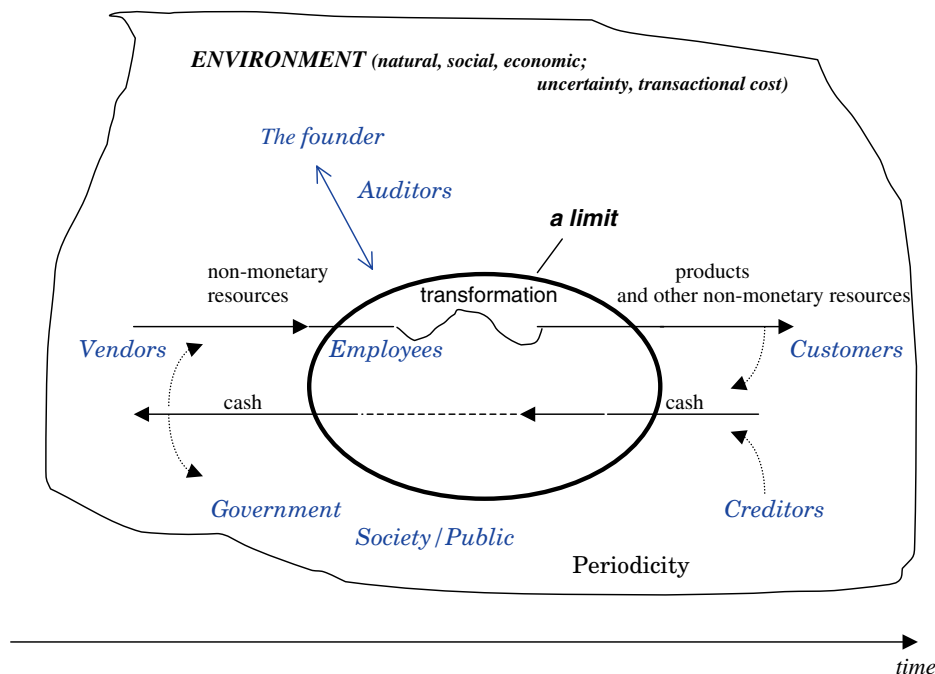 ENVIRONMENT (natural, social, economic;
uncertainty, transactional cost)
The founder
Auditors
a limit
non-monetary
resources
transformation
products
and other non-monetary resources
Vendors
Employees
Customers
cash
cash
Government
Creditors
Society/Public
Periodicity
time